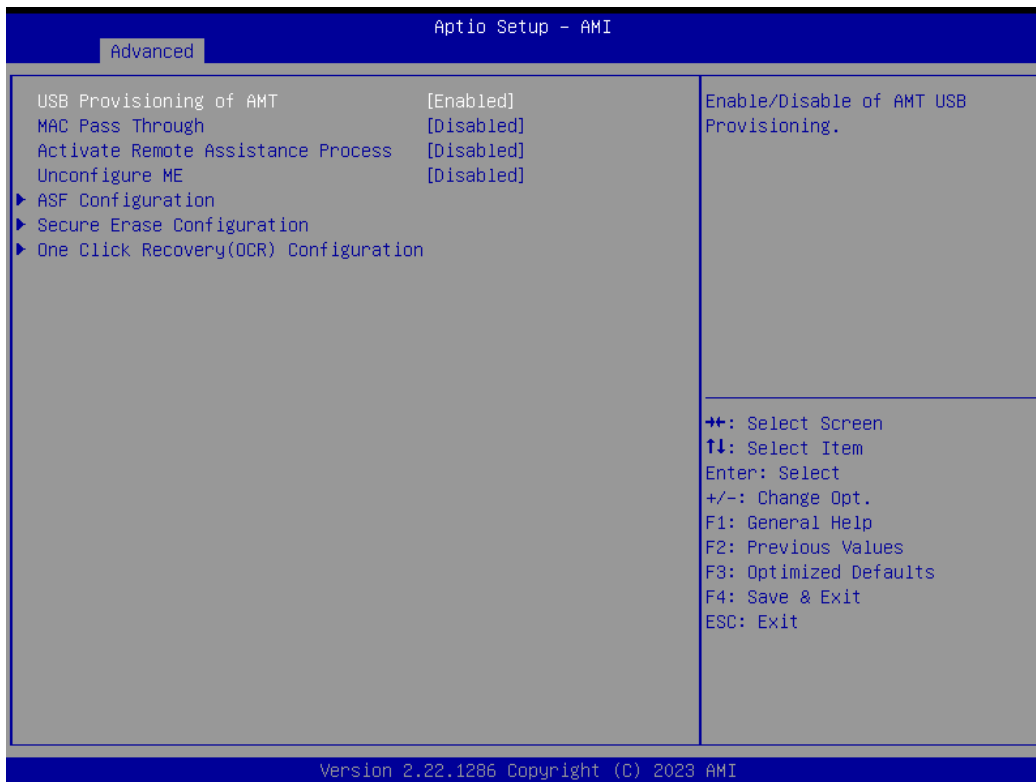 Aptio Setup – AMI
Advanced
USB Provisioning of AMT [Enabled]
MAC Pass Through [Disabled]
Activate Remote Assistance Process [Disabled]
Unconfigure ME [Disabled]
▶ ASF Configuration
▶ Secure Erase Configuration
▶ One Click Recovery(OCR) Configuration
Enable/Disable of AMT USB
Provisioning.
→←: Select Screen
↑↓: Select Item
Enter: Select
+/-: Change Opt.
F1: General Help
F2: Previous Values
F3: Optimized Defaults
F4: Save & Exit
ESC: Exit
Version 2.22.1286 Copyright (C) 2023 AMI